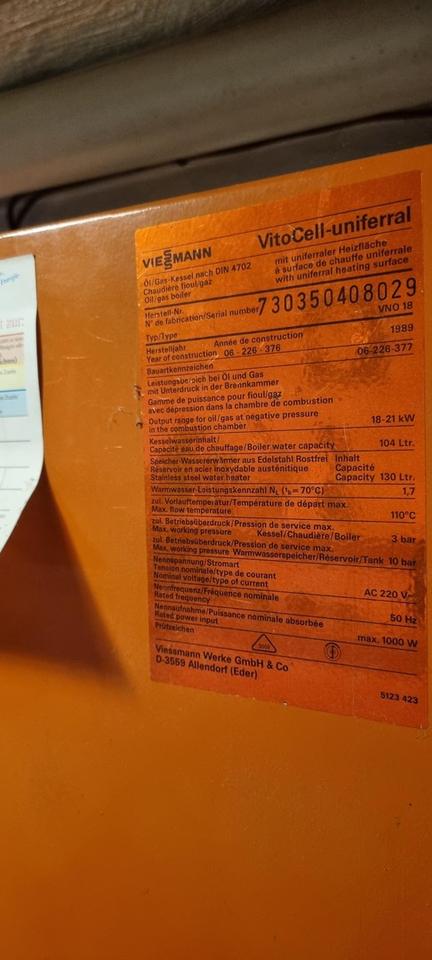 VIESSMANN
VitoCell-uniferral
Öl/Gas-Kessel nach DIN 4702
mit uniferraler Heizfläche
Chaudière fioul/gaz
à surface de chauffe uniferrale
Oil/gas boiler
with uniferral heating surface
Herstell-Nr.
N° de fabrication/Serial number
730350408029
Typ/Type
VNO 18
Herstelljahr Année de construction
1989
Year of construction 06-226-376
06-226-377
Bauartkennzeichen
Leistungsbereich bei Öl und Gas
mit Unterdruck in der Brennkammer
Gamme de puissance pour fioul/gaz
avec dépression dans la chambre de combustion
Output range for oil/gas at negative pressure
in the combustion chamber
18-21 kW
Kesselwasserinhalt/
Capacité eau de chauffage/Boiler water capacity
104 Ltr.
Speicher-Wassererwärmer aus Edelstahl Rostfrei Inhalt
Réservoir en acier inoxydable austénitique Capacité
Stainless steel water heater Capacity 130 Ltr.
Warmwasser-Leistungskennzahl
1,7
zul. Vorlauftemperatur/Température de départ max.
Max. flow temperature
110°C
zul. Betriebsüberdruck/Pression de service max.
Max. working pressure Kessel/Chaudière/Boiler
3 bar
zul. Betriebsüberdruck/Pression de service max.
Max. working pressure Warmwasserspeicher/Réservoir/Tank 10 bar
Nennspannung/Stromart
Tension nominale/type de courant
Nominal voltage/type of current
AC 220 V~
Nennfrequenz/Fréquence nominale
Rated frequency
50 Hz
Nennaufnahme/Puissance nominale absorbée
Rated power input
max. 1000 W
Prüfzeichen
Viessmann Werke GmbH & Co
D-3559 Allendorf (Eder)
5123 423